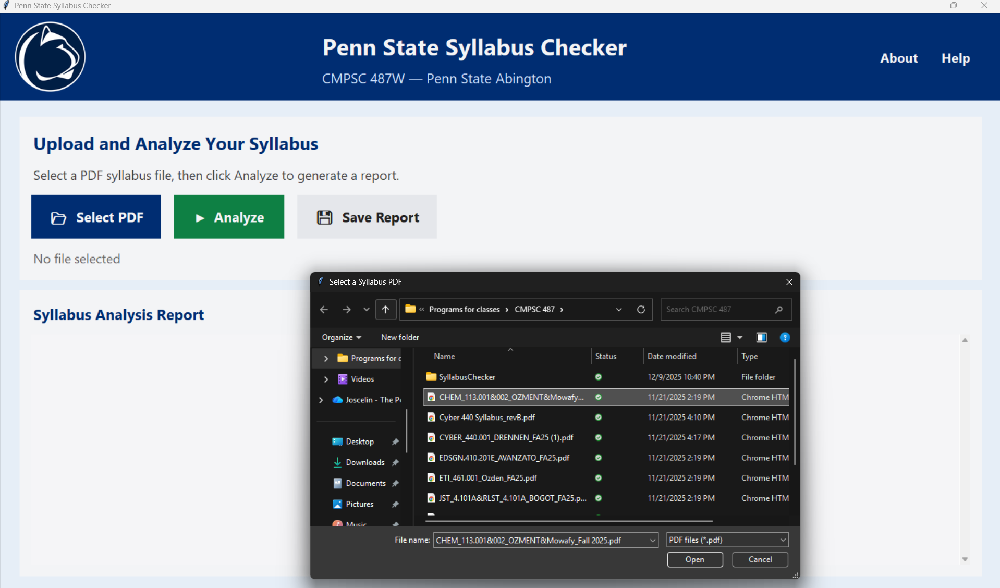 Penn State Syllabus Checker
Penn State Syllabus Checker
CMPSC 487W — Penn State Abington
About
Help
Upload and Analyze Your Syllabus
Select a PDF syllabus file, then click Analyze to generate a report.
Select PDF
Analyze
Save Report
No file selected
Syllabus Analysis Report
Select a Syllabus PDF
« Programs for classes › CMPSC 487 ›
Search CMPSC 487
Organize
New folder
?
Programs for c
Videos
Joscelin - The P
Desktop
Downloads
Documents
Pictures
Music
Name Status Date modified Type
SyllabusChecker 12/9/2025 10:40 PM File folder
CHEM_113.001&002_OZMENT&Mowafy... 11/21/2025 2:19 PM Chrome HTM
Cyber 440 Syllabus_revB.pdf 11/21/2025 4:10 PM Chrome HTM
CYBER_440.001_DRENNEN_FA25 (1).pdf 11/21/2025 4:17 PM Chrome HTM
EDSGN.410.201E_AVANZATO_FA25.pdf 11/21/2025 2:19 PM Chrome HTM
ETI_461.001_Ozden_FA25.pdf 11/21/2025 2:19 PM Chrome HTM
JST_4.101A&RLST_4.101A_BOGOT_FA25.p... 11/21/2025 2:19 PM Chrome HTM
File name: CHEM_113.001&002_OZMENT&Mowafy_Fall 2025.pdf
PDF files (*.pdf)
Open
Cancel